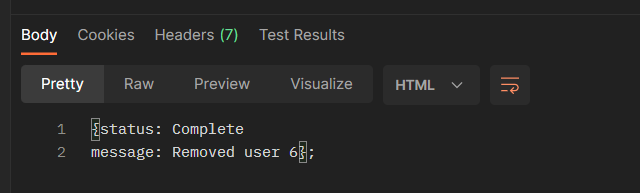 Body Cookies Headers (7) Test Results
Pretty Raw Preview Visualize HTML
1 {status: Complete
2 message: Removed user 6};